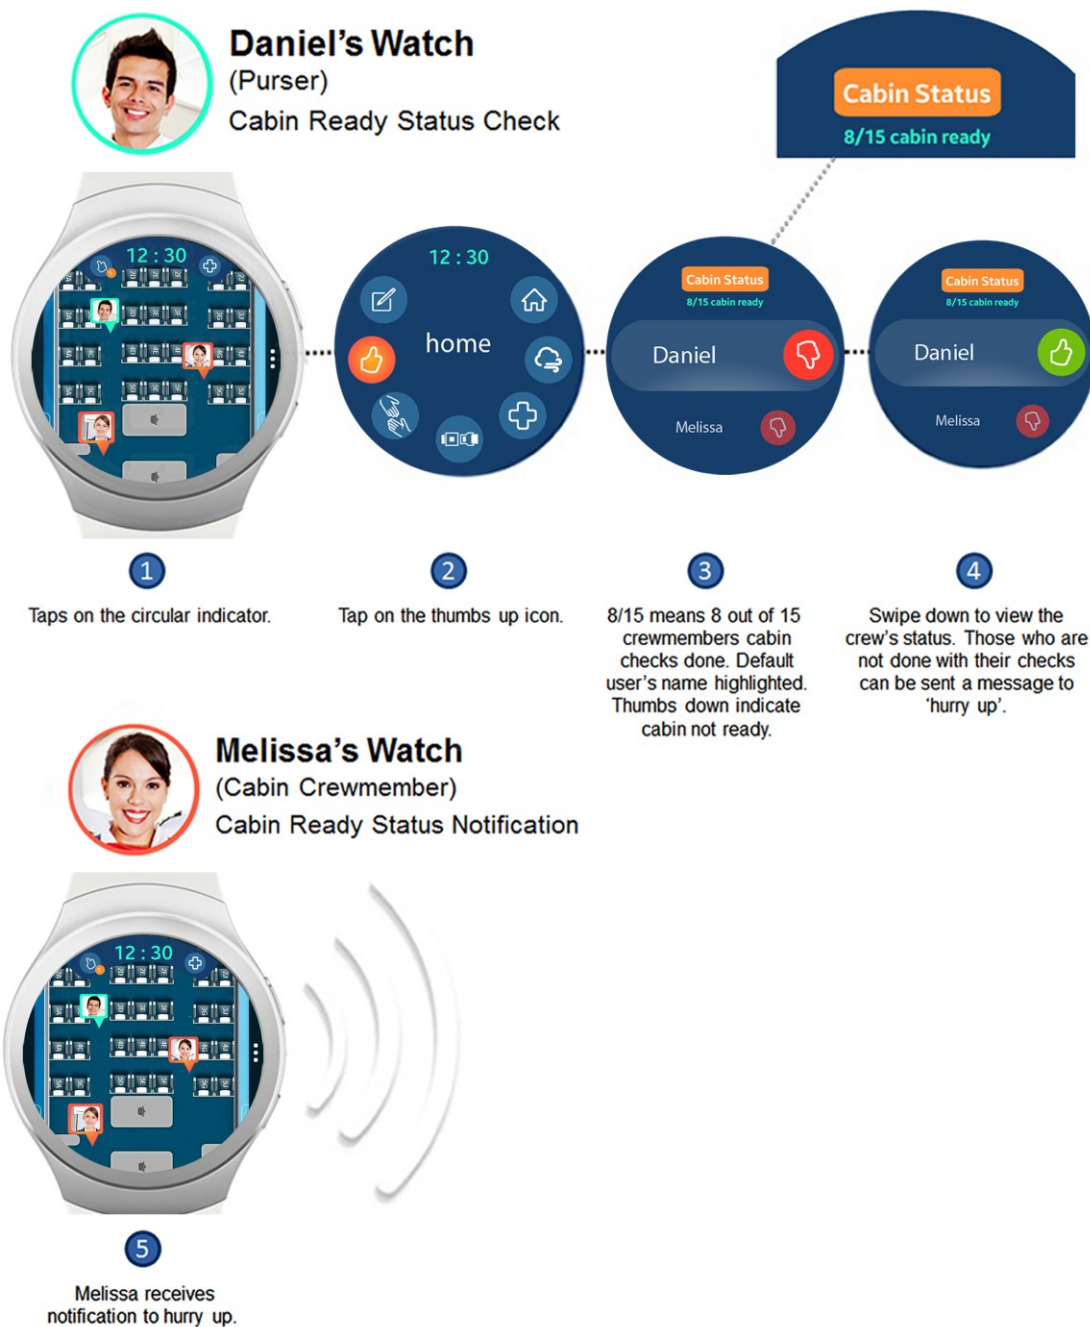 Daniel's Watch
(Purser)
Cabin Ready Status Check
Cabin Status
8/15 cabin ready
12:30
12:30
home
Cabin Status
8/15 cabin ready
Daniel
Melissa
Cabin Status
8/15 cabin ready
Daniel
Melissa
1
Taps on the circular indicator.
2
Tap on the thumbs up icon.
3
8/15 means 8 out of 15
crewmembers cabin
checks done. Default
user's name highlighted.
Thumbs down indicate
cabin not ready.
4
Swipe down to view the
crew's status. Those who are
not done with their checks
can be sent a message to
'hurry up'.
Melissa's Watch
(Cabin Crewmember)
Cabin Ready Status Notification
12:30
5
Melissa receives
notification to hurry up.